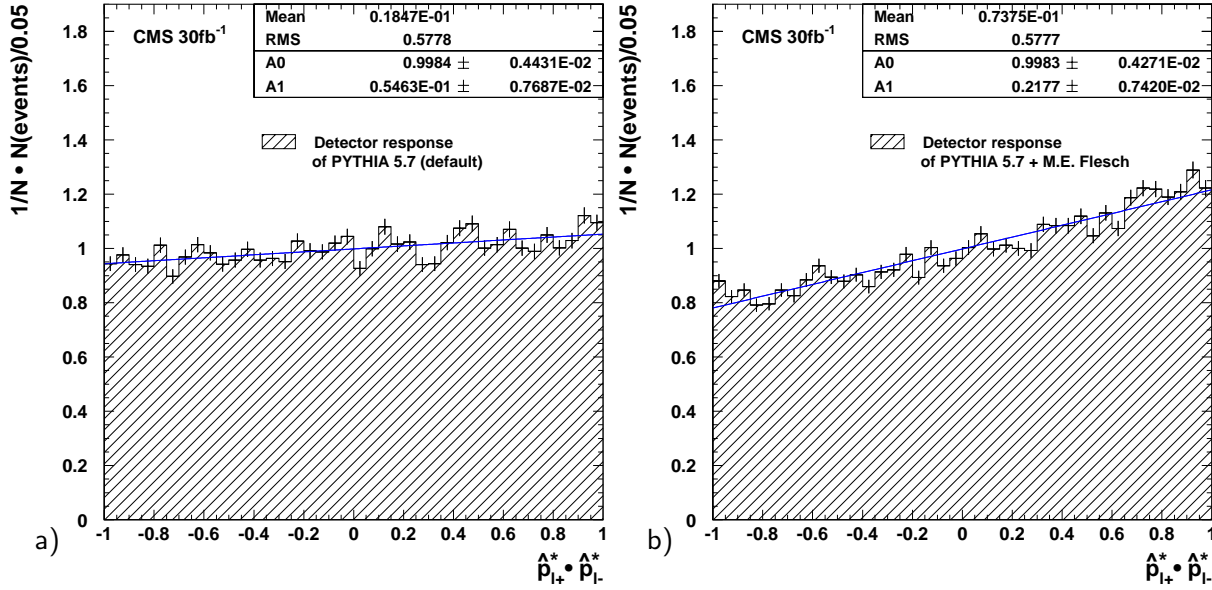 1/N • N(events)/0.05
Mean 0.1847E-01
RMS 0.5778
A0 0.9984 ± 0.4431E-02
A1 0.5463E-01 ± 0.7687E-02
CMS 30fb⁻¹
Detector response
of PYTHIA 5.7 (default)
1.8
1.6
1.4
1.2
1
0.8
0.6
0.4
0.2
0
-1 -0.8 -0.6 -0.4 -0.2 0 0.2 0.4 0.6 0.8 1
a)
p̂*l+ • p̂*l-
1/N • N(events)/0.05
Mean 0.7375E-01
RMS 0.5777
A0 0.9983 ± 0.4271E-02
A1 0.2177 ± 0.7420E-02
CMS 30fb⁻¹
Detector response
of PYTHIA 5.7 + M.E. Flesch
1.8
1.6
1.4
1.2
1
0.8
0.6
0.4
0.2
0
-1 -0.8 -0.6 -0.4 -0.2 0 0.2 0.4 0.6 0.8 1
b)
p̂*l+ • p̂*l-